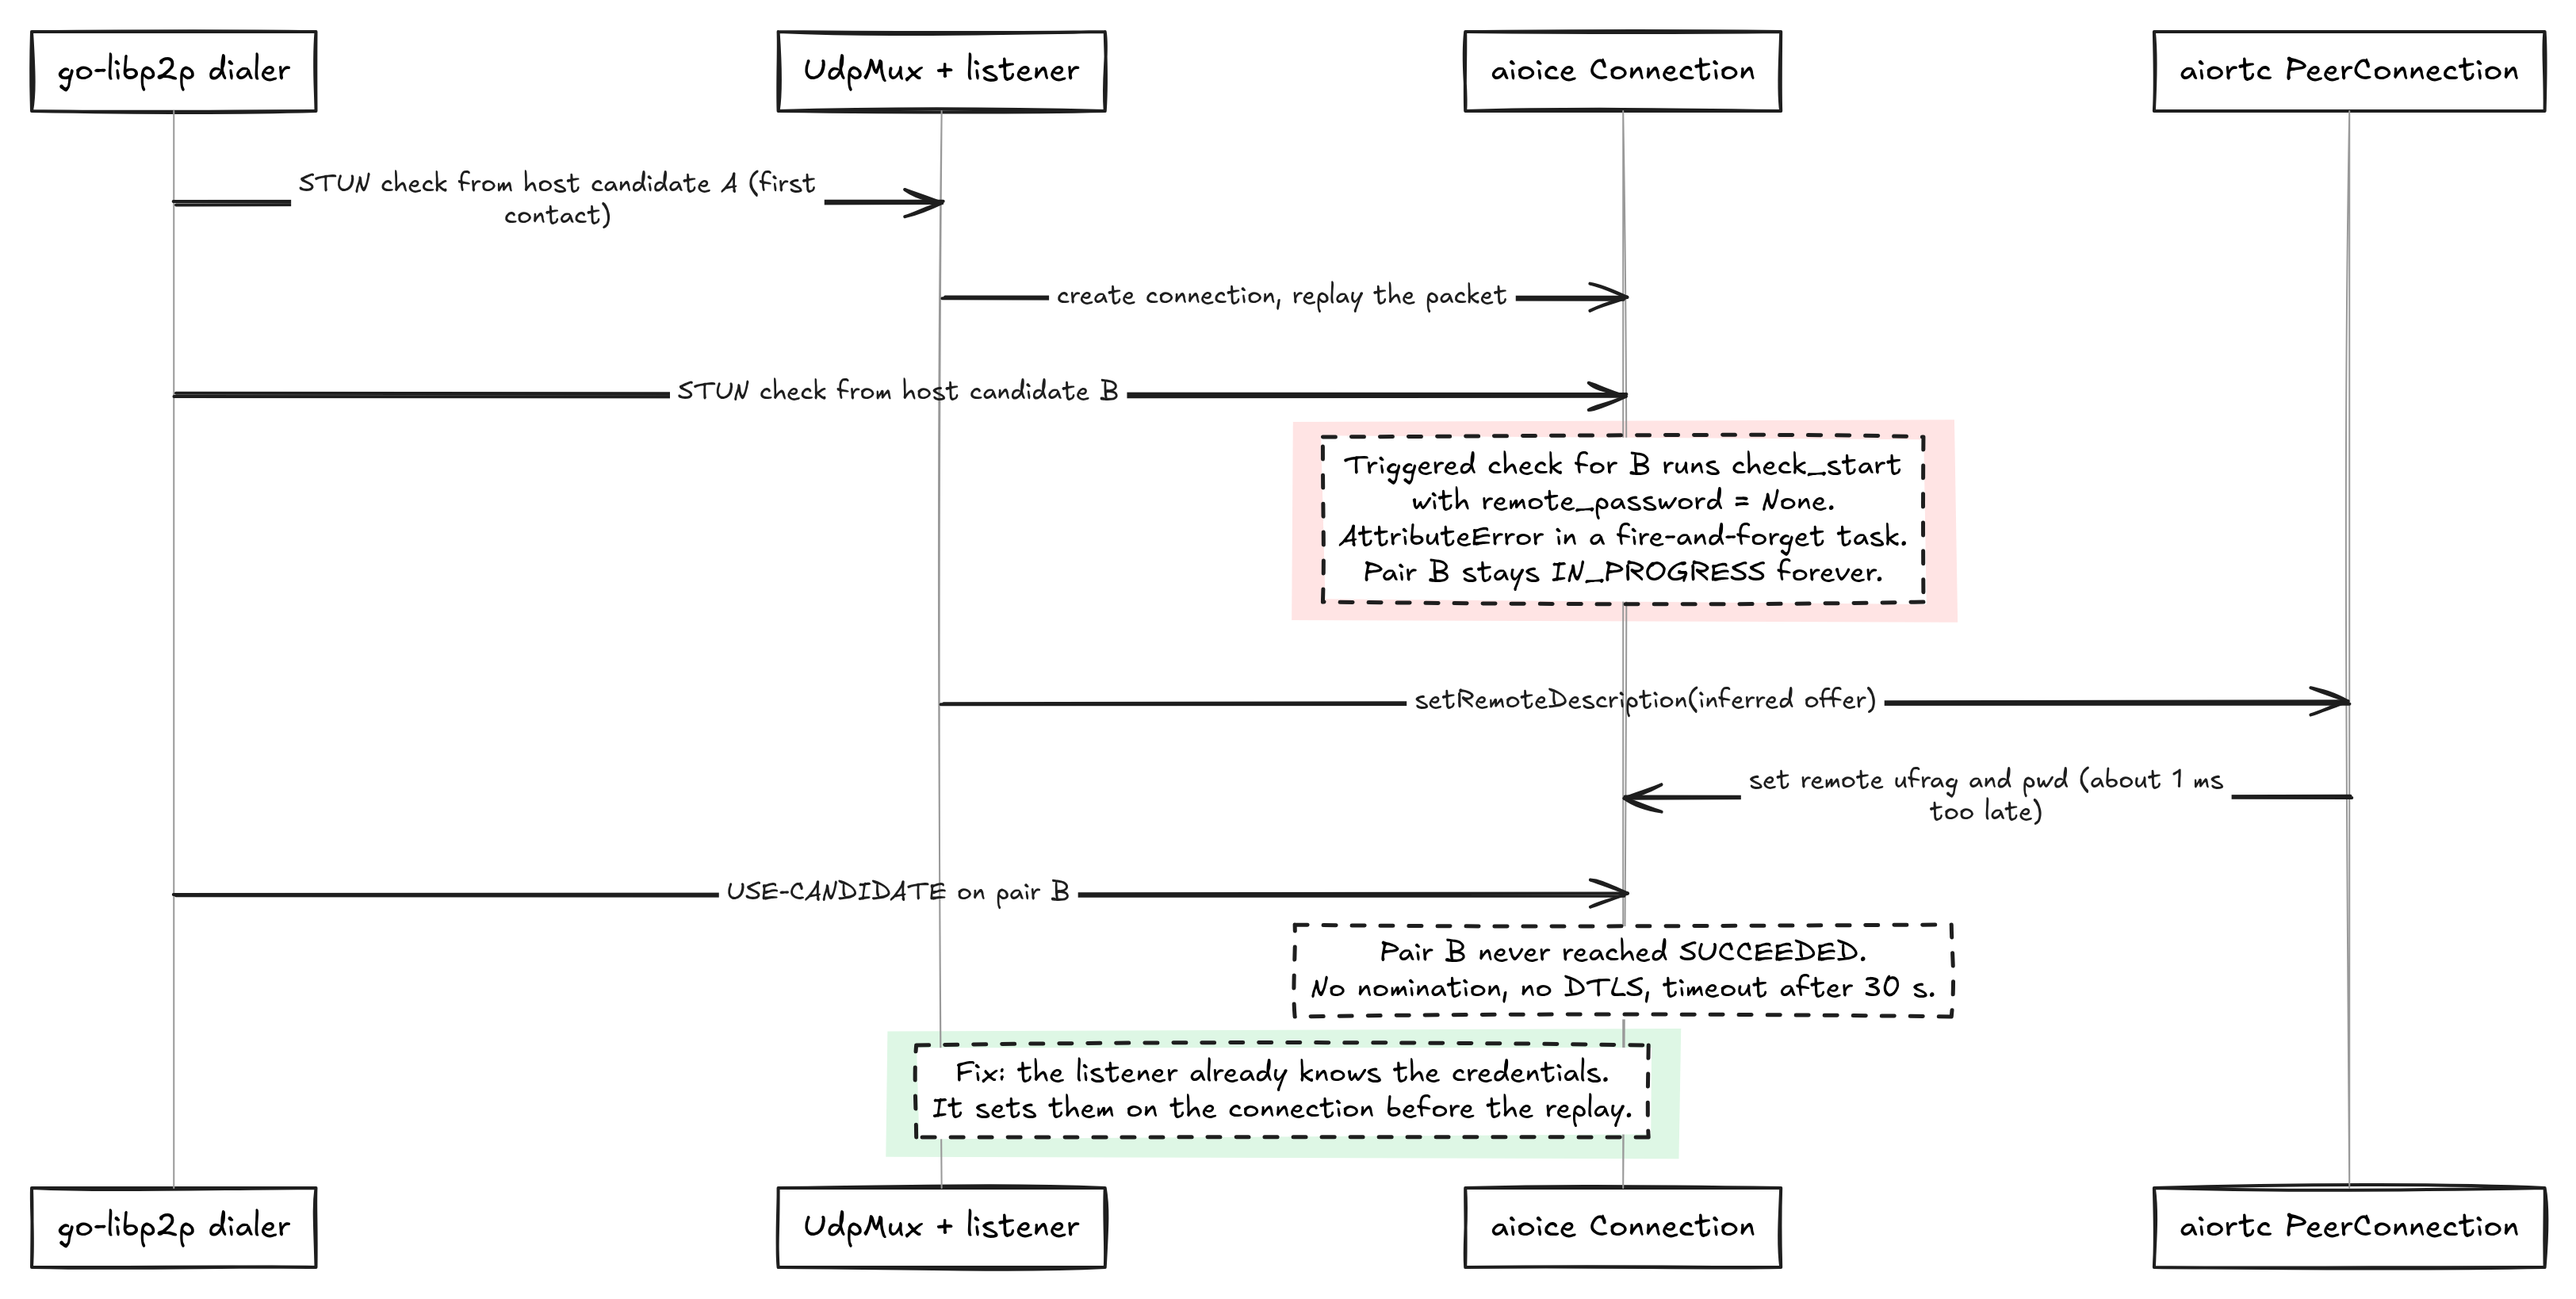 go-libp2p dialer
UdpMux + listener
aioice Connection
aiortc PeerConnection
STUN check from host candidate A (first
contact)
create connection, replay the packet
STUN check from host candidate B
Triggered check for B runs check_start
with remote_password = None.
AttributeError in a fire-and-forget task.
Pair B stays IN_PROGRESS forever.
setRemoteDescription(inferred offer)
set remote ufrag and pwd (about 1 ms
too late)
USE-CANDIDATE on pair B
Pair B never reached SUCCEEDED.
No nomination, no DTLS, timeout after 30 s.
Fix: the listener already knows the credentials.
It sets them on the connection before the replay.
go-libp2p dialer
UdpMux + listener
aioice Connection
aiortc PeerConnection